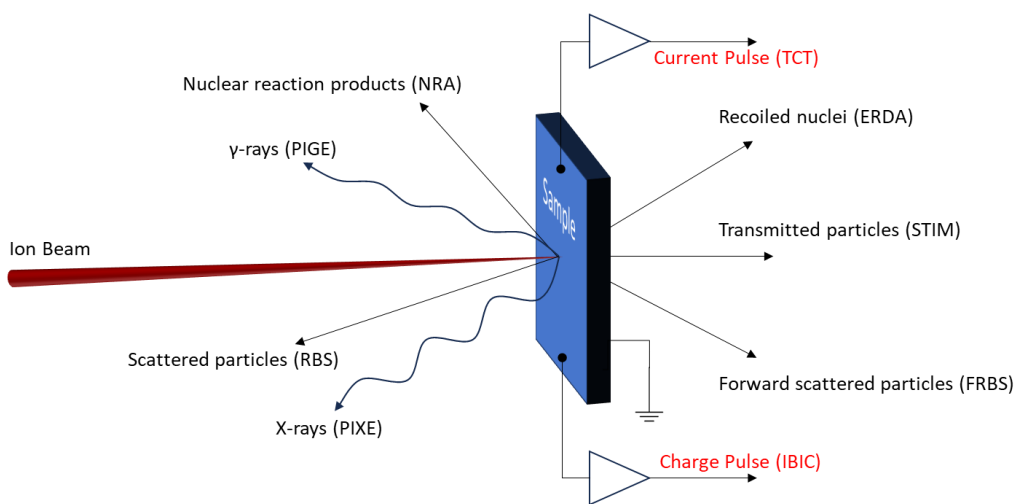 Current Pulse (TCT)
Nuclear reaction products (NRA)
Recoiled nuclei (ERDA)
γ-rays (PIGE)
Sample
Transmitted particles (STIM)
Ion Beam
Scattered particles (RBS)
Forward scattered particles (FRBS)
X-rays (PIXE)
Charge Pulse (IBIC)